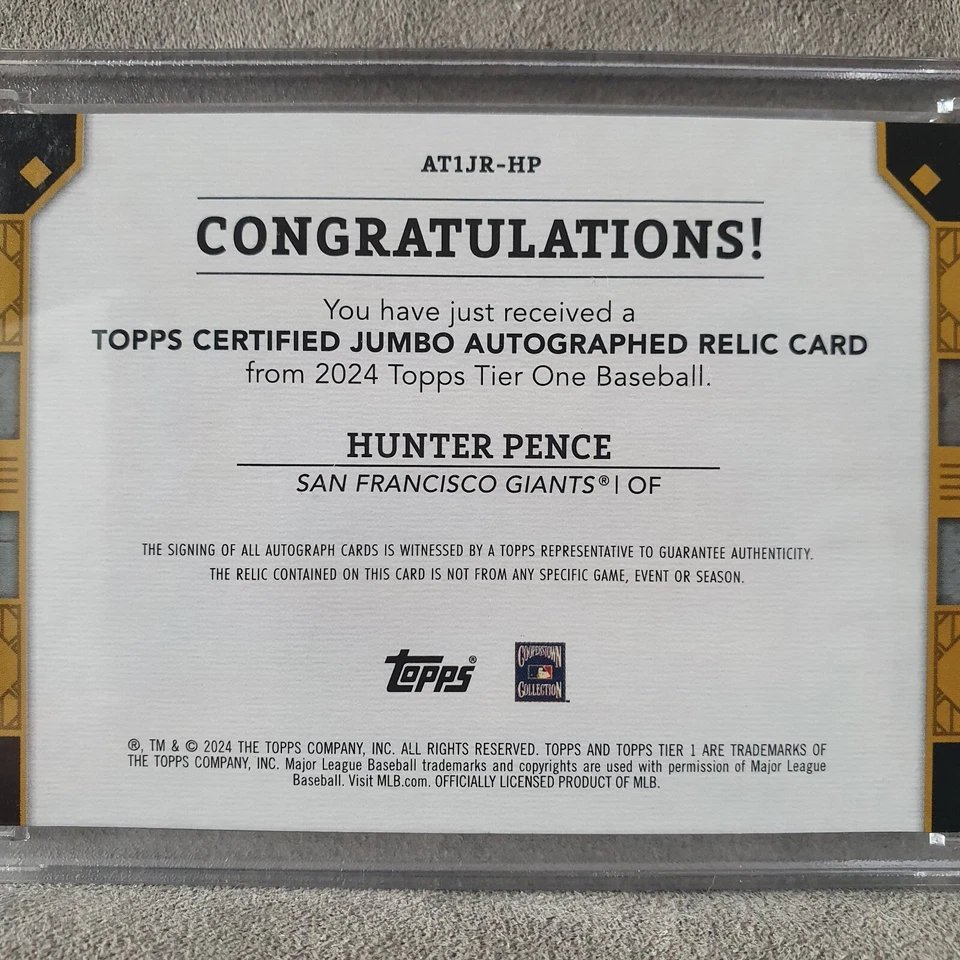 AT1JR-HP
CONGRATULATIONS!
You have just received a
TOPPS CERTIFIED JUMBO AUTOGRAPHED RELIC CARD
from 2024 Topps Tier One Baseball.
HUNTER PENCE
SAN FRANCISCO GIANTS® | OF
THE SIGNING OF ALL AUTOGRAPH CARDS IS WITNESSED BY A TOPPS REPRESENTATIVE TO GUARANTEE AUTHENTICITY.
THE RELIC CONTAINED ON THIS CARD IS NOT FROM ANY SPECIFIC GAME, EVENT OR SEASON.
topps®
COOPERSTOWN
COLLECTION
®, TM & © 2024 THE TOPPS COMPANY, INC. ALL RIGHTS RESERVED. TOPPS AND TOPPS TIER 1 ARE TRADEMARKS OF
THE TOPPS COMPANY, INC. Major League Baseball trademarks and copyrights are used with permission of Major League
Baseball. Visit MLB.com. OFFICIALLY LICENSED PRODUCT OF MLB.